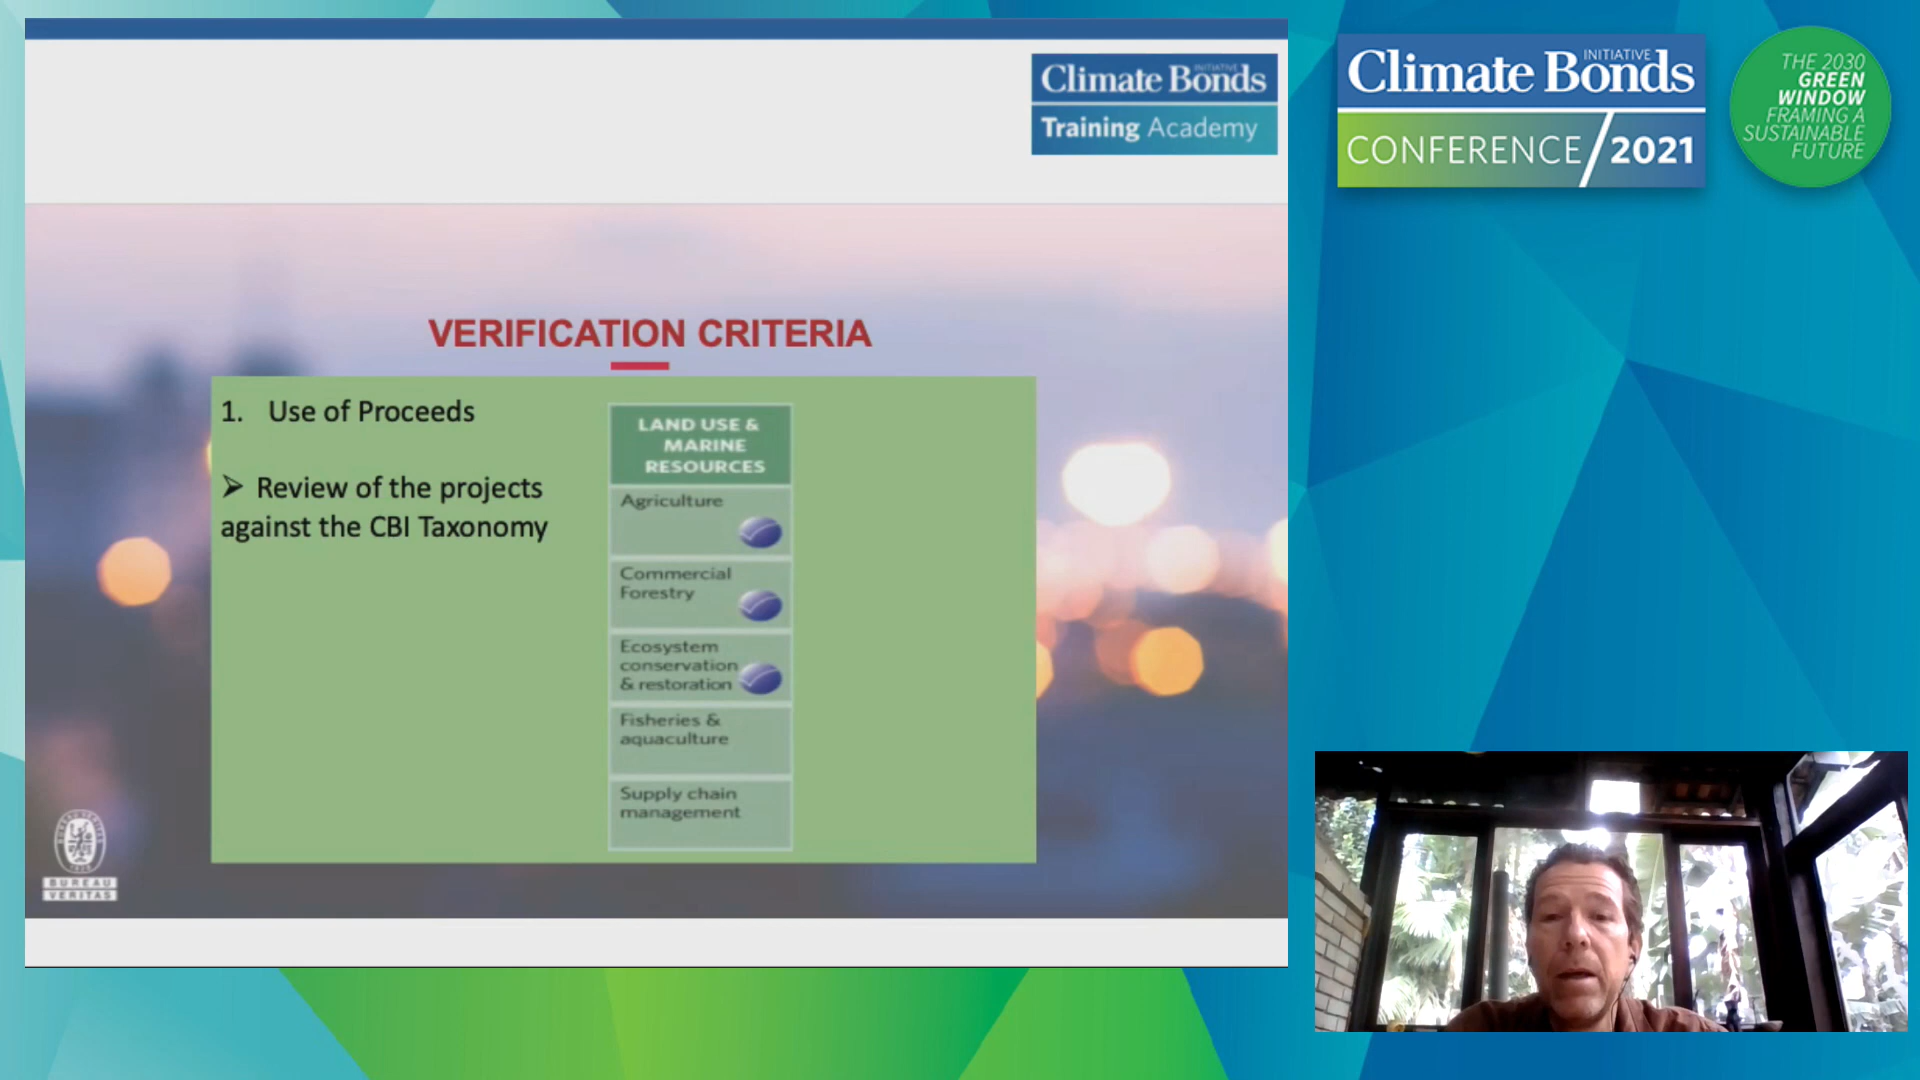 Climate Bonds
INITIATIVE
Training Academy
VERIFICATION CRITERIA
1. Use of Proceeds
➢ Review of the projects
against the CBI Taxonomy
LAND USE &
MARINE
RESOURCES
Agriculture
Commercial
Forestry
Ecosystem
conservation
& restoration
Fisheries &
aquaculture
Supply chain
management
BUREAU
VERITAS
INITIATIVE
Climate Bonds
CONFERENCE/2021
THE 2030
GREEN
WINDOW
FRAMING A
SUSTAINABLE
FUTURE